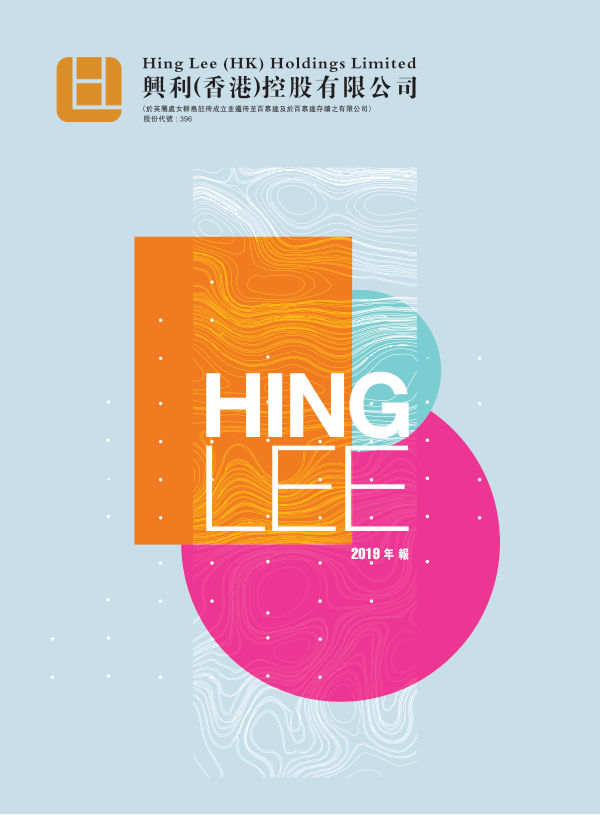 Hing Lee (HK) Holdings Limited
興利(香港)控股有限公司
(於英屬處女群島註冊成立並遷冊至百慕達及於百慕達存續之有限公司)
股份代號 : 396
HING
LEE
2019 年 報